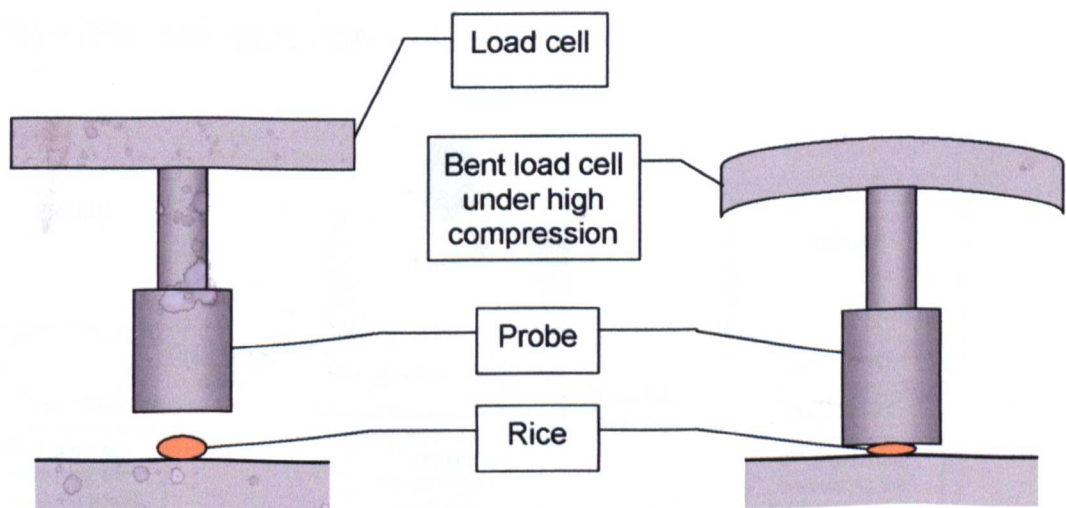 Load cell
Bent load cell
under high
compression
Probe
Rice